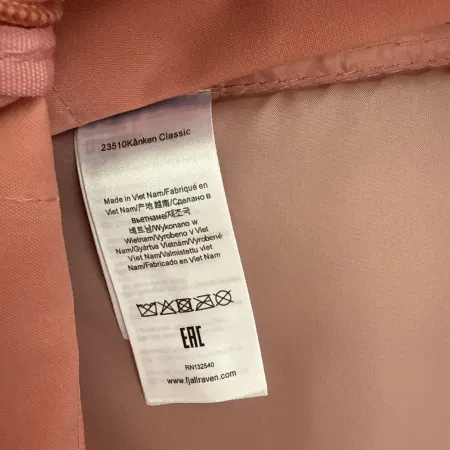 23510Kånken Classic
Made in Viet Nam/Fabriqué en
Viet Nam/产地 越南/Сделано в
Вьетнаме/제조국
베트남/Wykonano w
Wietnam/Vyrobeno V Viet
Nam/Gyártva Vietnám/Vyrobené
Viet Nam/Valmistettu viet
Nam/Fabricado en Viet Nam
EAC
RN132540
www.fjallraven.com